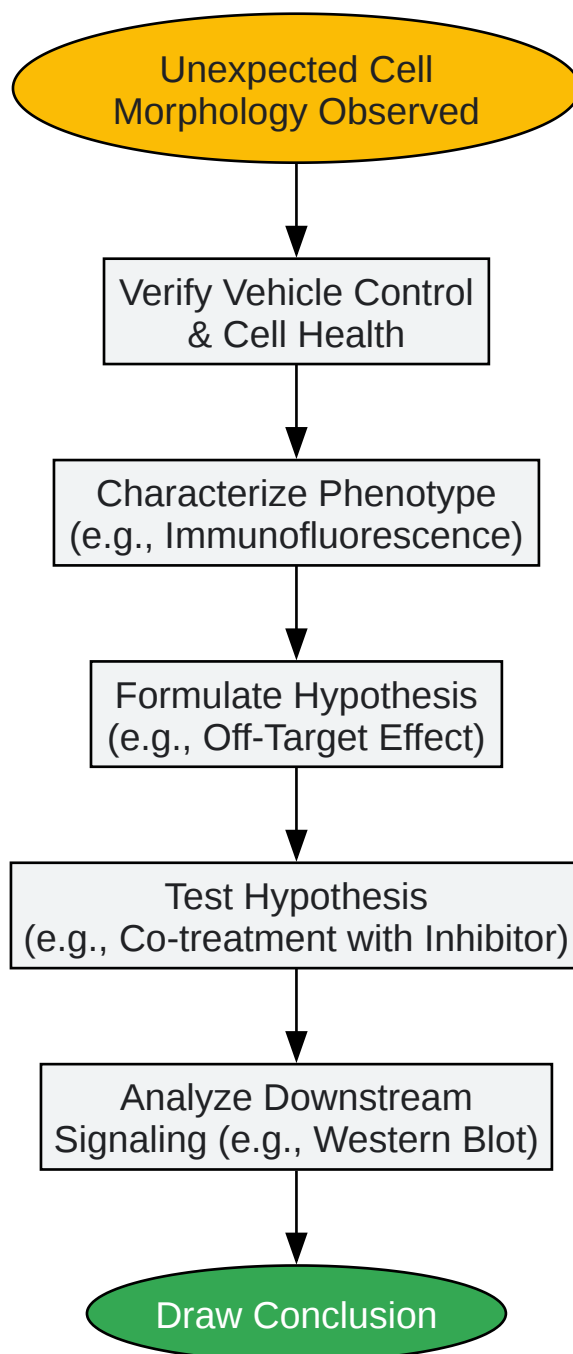 Unexpected Cell
Morphology Observed
Verify Vehicle Control
& Cell Health
Characterize Phenotype
(e.g., Immunofluorescence)
Formulate Hypothesis
(e.g., Off-Target Effect)
Test Hypothesis
(e.g., Co-treatment with Inhibitor)
Analyze Downstream
Signaling (e.g., Western Blot)
Draw Conclusion